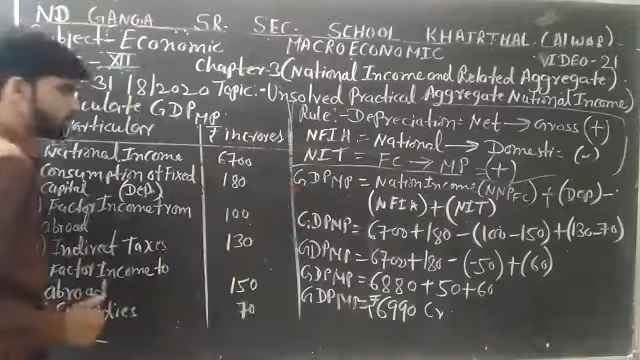 ND GANGA SR. SEC. SCHOOL KHAIRTHAL (ALWAR)
Subject-Economic MACROECONOMIC VIDEO-21
XII Chapter-3 (National Income and Related Aggregate)
31/8/2020 Topic:-Unsolved Practical Aggregate National Income)
GDPMP
Particular ₹ in crores
National Income 6700
Consumption of Fixed Capital (DEP.) 180
Factor Income from abroad 100
Indirect Taxes 130
Factor Income to abroad 150
70
Rule:- Depreciation = Net → Gross (+)
NFIA = National → Domestic (-)
NIT = FC → MP = (+)
GDPMP = Nation Income (NNPFC) + (DEP) -
(NFIA) + (NIT)
GDPMP = 6700 + 180 - (100-150) + (130-70)
GDPMP = 6700 + 180 - (-50) + (60)
GDPMP = 6880 + 50 + 60
GDPMP = ₹6990 Cr.